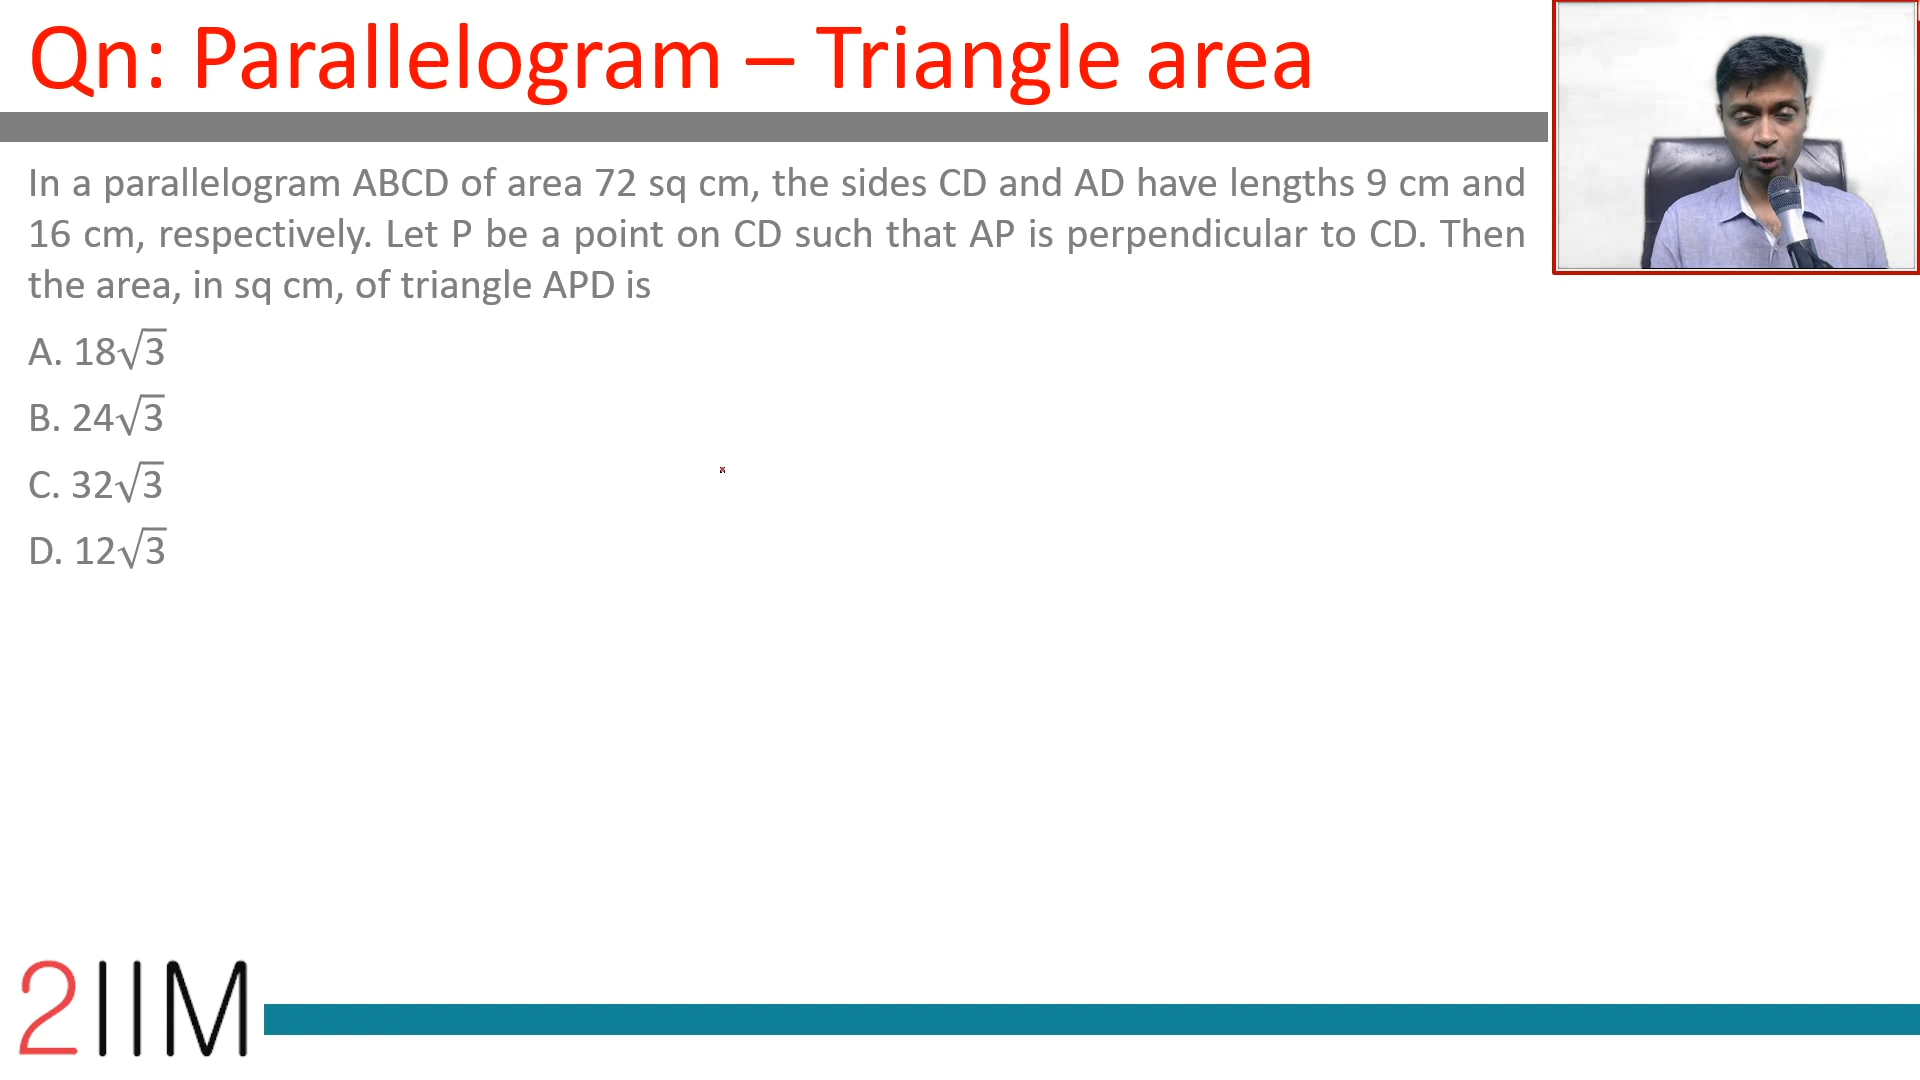 Qn: Parallelogram – Triangle area
In a parallelogram ABCD of area 72 sq cm, the sides CD and AD have lengths 9 cm and
16 cm, respectively. Let P be a point on CD such that AP is perpendicular to CD. Then
the area, in sq cm, of triangle APD is
A. 18√3
B. 24√3
C. 32√3
D. 12√3
2IIM